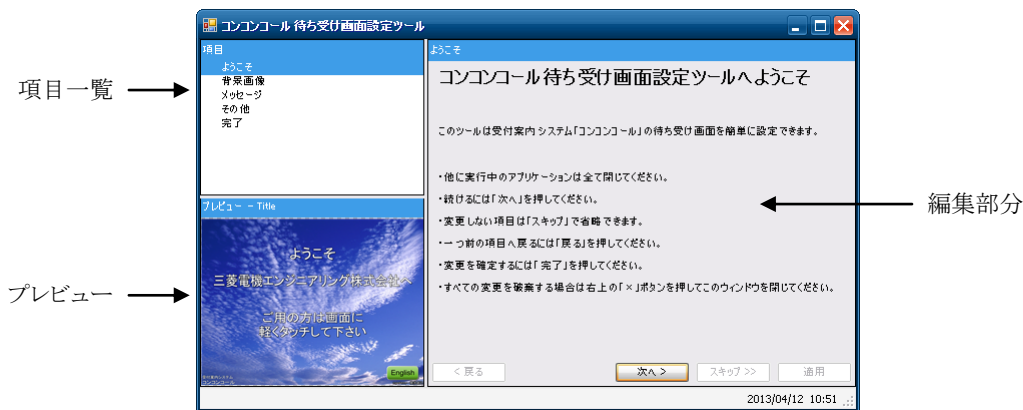 コンコンコール 待ち受け画面設定ツール
項目
ようこそ
背景画像
メッセージ
その他
完了
項目一覧
プレビュー - Title
ようこそ
三菱電機エンジニアリング株式会社へ
ご用の方は画面に
軽くタッチして下さい
受付案内システム
コンコンコール
English
プレビュー
ようこそ
コンコンコール 待ち受け画面設定ツールへようこそ
このツールは受付案内システム「コンコンコール」の待ち受け画面を簡単に設定できます。
・他に実行中のアプリケーションは全て閉じてください。
・続けるには「次へ」を押してください。
・変更しない項目は「スキップ」で省略できます。
・一つ前の項目へ戻るには「戻る」を押してください。
・変更を確定するには「完了」を押してください。
・すべての変更を破棄する場合は右上の「×」ボタンを押してこのウィンドウを閉じてください。
編集部分
< 戻る
次へ >
スキップ >>
適用
2013/04/12 10:51